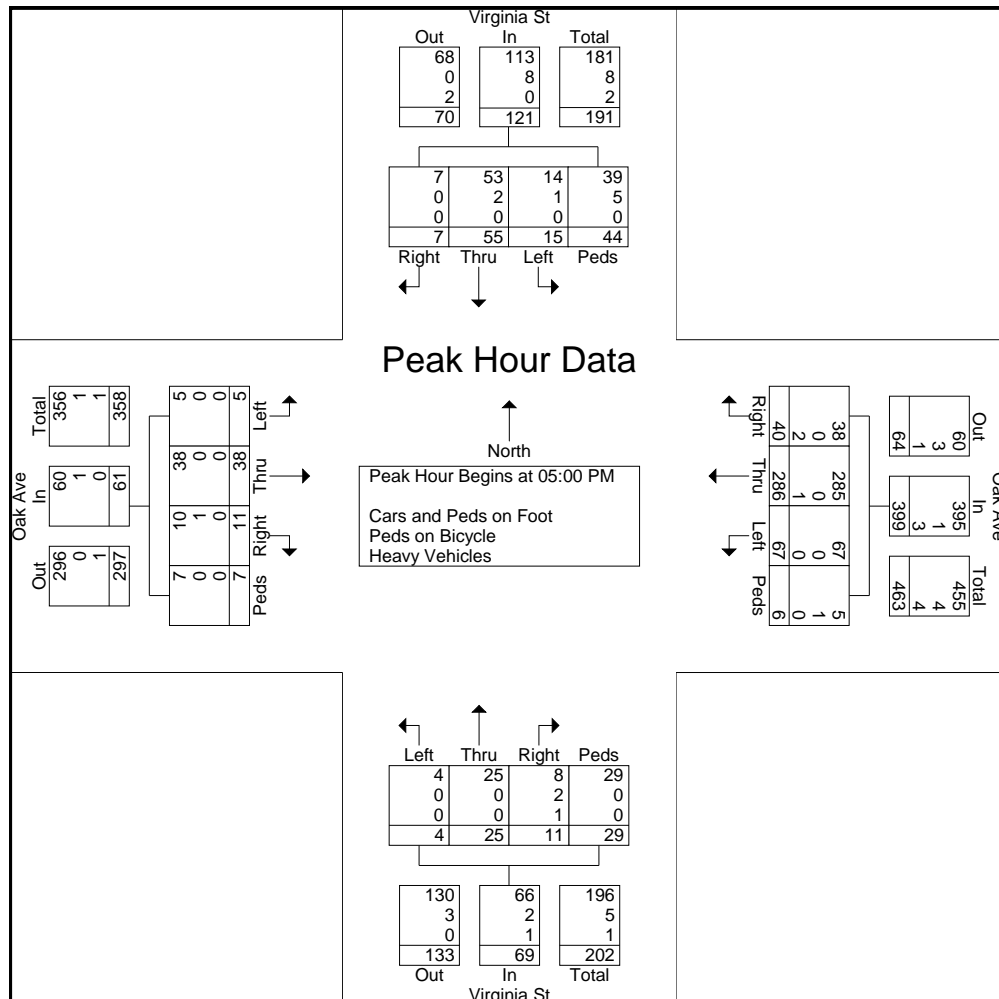 Virginia St
Out In Total
68 113 181
0 8 8
2 0 2
70 121 191
7 53 14 39
0 2 1 5
0 0 0 0
7 55 15 44
Right Thru Left Peds
Peak Hour Data
North
Peak Hour Begins at 05:00 PM
Cars and Peds on Foot
Peds on Bicycle
Heavy Vehicles
Oak Ave
Out In Total
296 60 356
0 1 1
1 0 1
297 61 358
Left
5 0 0 5
Thru
38 0 0 38
Right
10 1 0 11
Peds
7 0 0 7
Oak Ave
Out In Total
60 395 455
3 1 4
1 3 4
64 399 463
Right
38 0 2 40
Thru
285 0 1 286
Left
67 0 0 67
Peds
5 1 0 6
Left Thru Right Peds
4 25 8 29
0 0 2 0
0 0 1 0
4 25 11 29
130 66 196
3 2 5
0 1 1
133 69 202
Out In Total
Virginia St